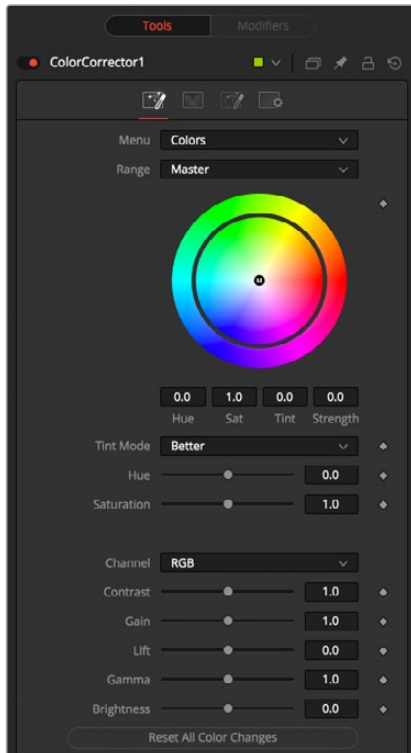 Tools Modifiers
ColorCorrector1
Menu Colors
Range Master
M
0.0 1.0 0.0 0.0
Hue Sat Tint Strength
Tint Mode Better
Hue 0.0
Saturation 1.0
Channel RGB
Contrast 1.0
Gain 1.0
Lift 0.0
Gamma 1.0
Brightness 0.0
Reset All Color Changes